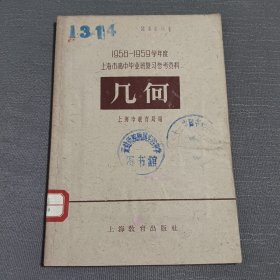 1314
1958-1959学年度
上海市高中毕业班复习参考资料
几何
上海市教育局编
图书馆
上海教育出版社